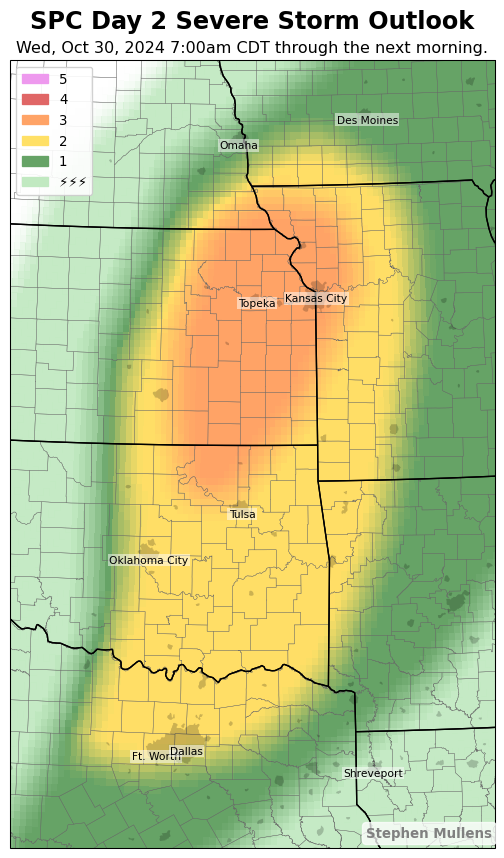 SPC Day 2 Severe Storm Outlook
Wed, Oct 30, 2024 7:00am CDT through the next morning.
5
4
3
2
1
⚡⚡⚡
Des Moines
Omaha
Topeka
Kansas City
Tulsa
Oklahoma City
Dallas
Ft. Worth
Shreveport
Stephen Mullens